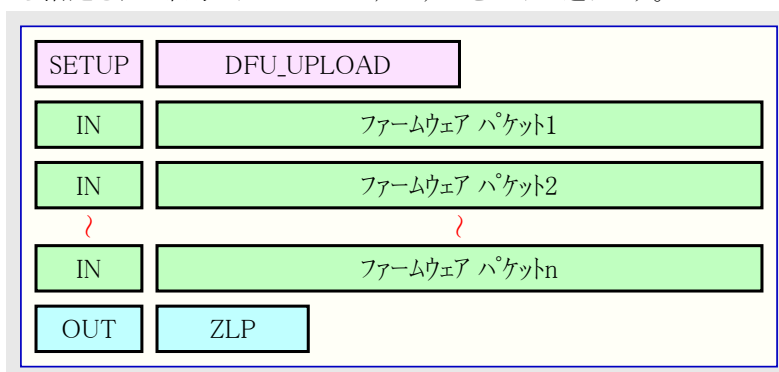 SETUP DFU_UPLOAD
IN ファームウェア パケット1
IN ファームウェア パケット2
~ ~
IN ファームウェア パケットn
OUT ZLP